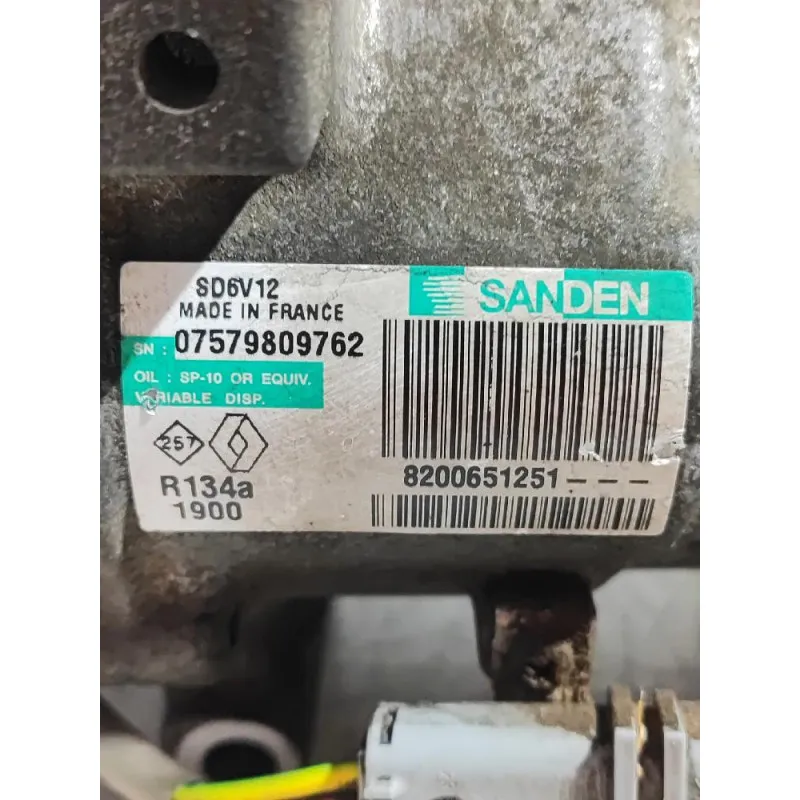 SD6V12
MADE IN FRANCE
SANDEN
SN : 07579809762
OIL : SP-10 OR EQUIV.
VARIABLE DISP.
257
R134a
1900
8200651251---